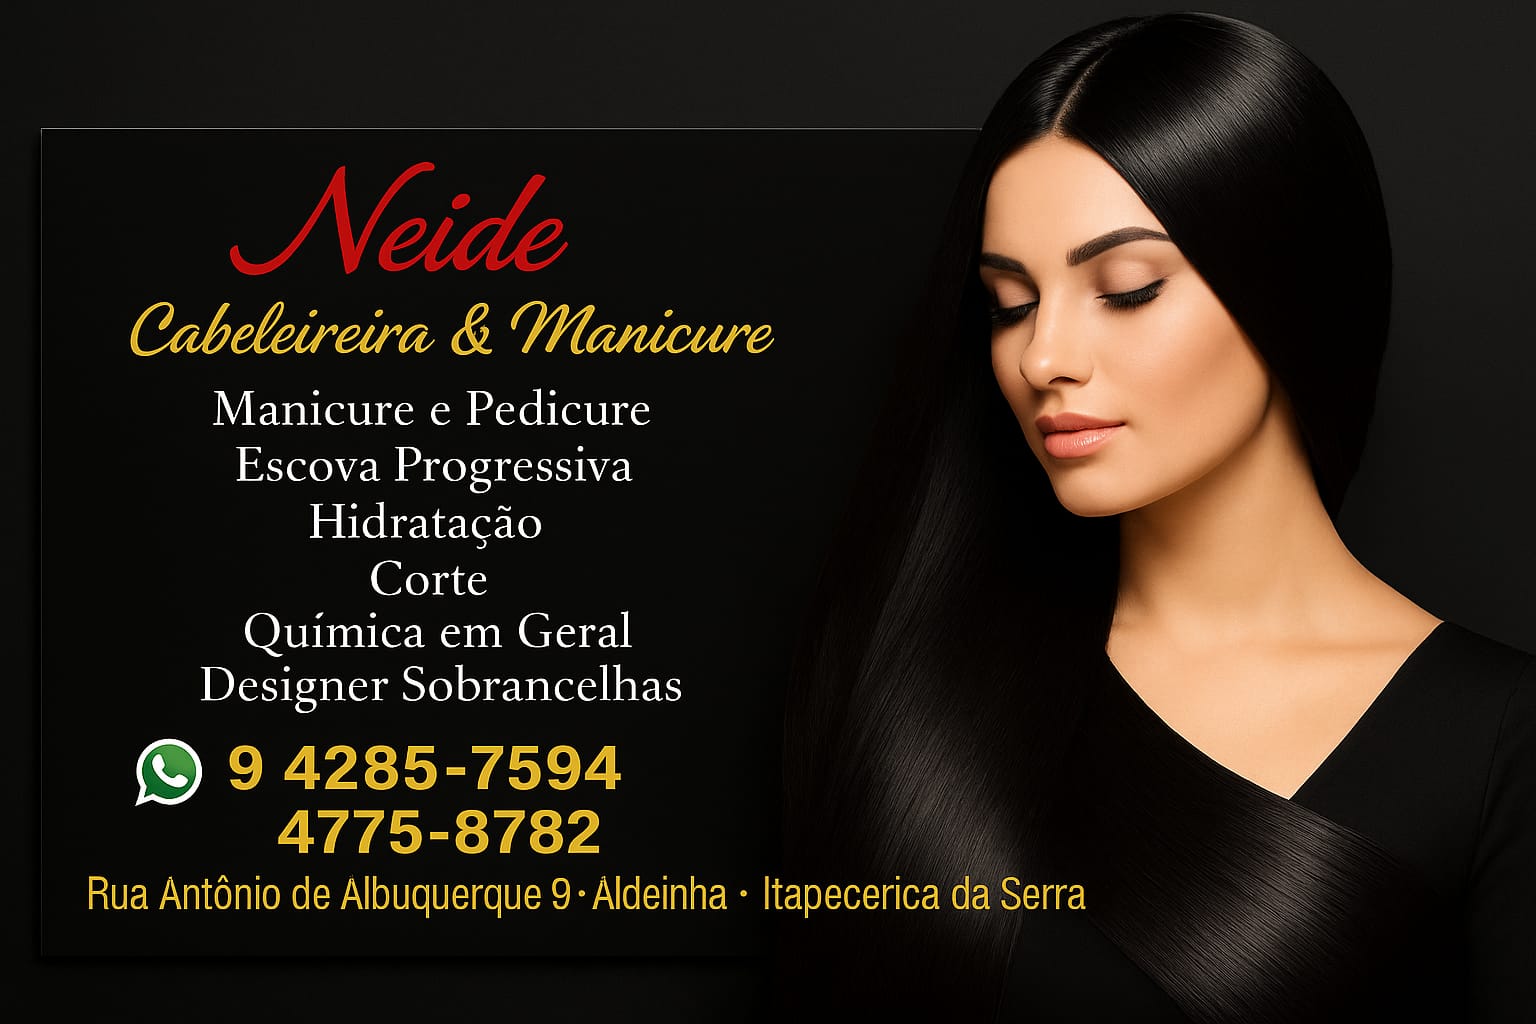 Neide
Cabeleireira & Manicure
Manicure e Pedicure
Escova Progressiva
Hidratação
Corte
Química em Geral
Designer Sobrancelhas
9 4285-7594
4775-8782
Rua Antônio de Albuquerque 9 · Aldeinha · Itapecerica da Serra